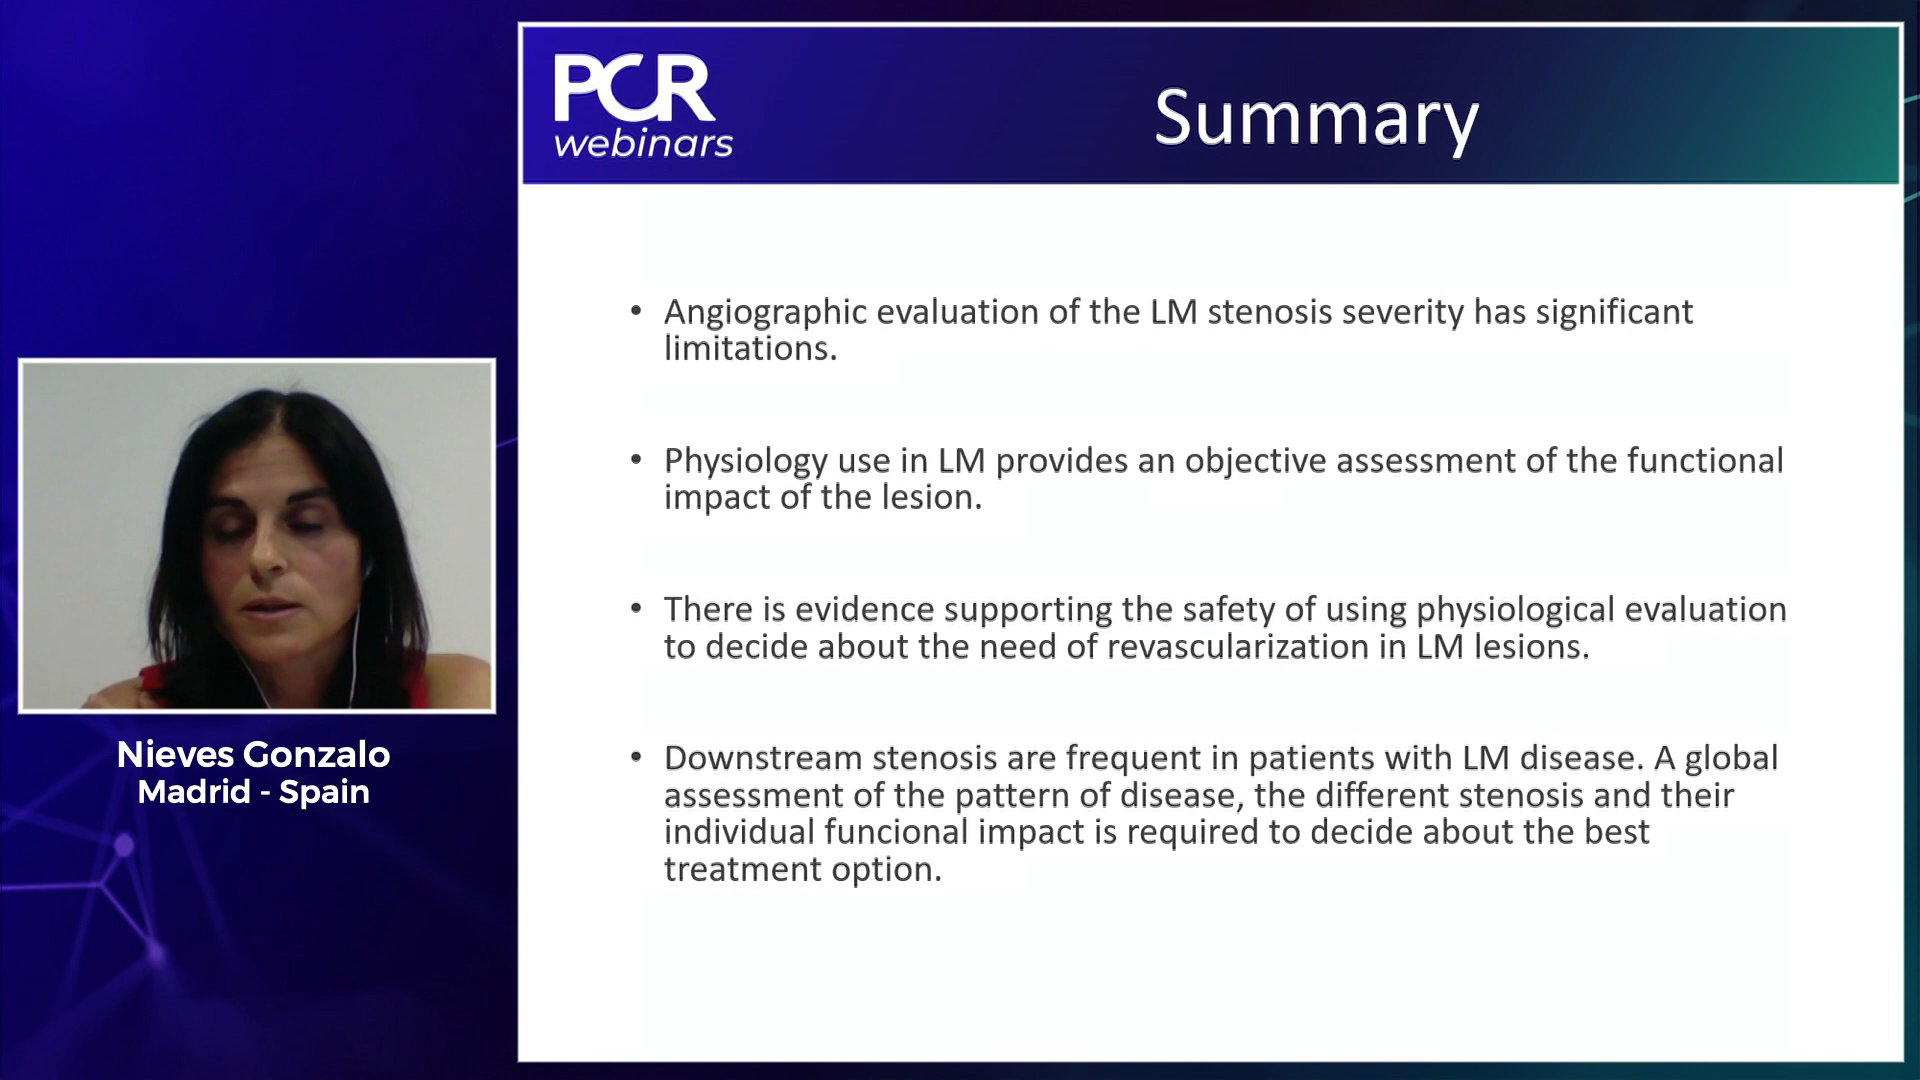 PCR
webinars
Summary
• Angiographic evaluation of the LM stenosis severity has significant
limitations.
• Physiology use in LM provides an objective assessment of the functional
impact of the lesion.
• There is evidence supporting the safety of using physiological evaluation
to decide about the need of revascularization in LM lesions.
• Downstream stenosis are frequent in patients with LM disease. A global
assessment of the pattern of disease, the different stenosis and their
individual funcional impact is required to decide about the best
treatment option.
Nieves Gonzalo
Madrid - Spain